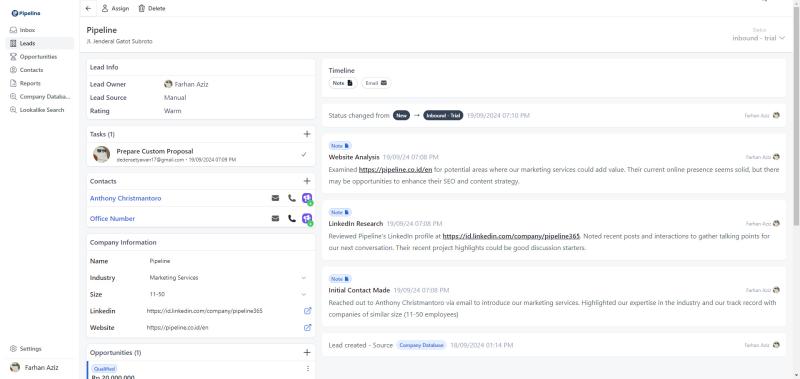 Pipeline
Inbox
Leads
Opportunities
Contacts
Reports
Company Databa...
Lookalike Search
Settings
Farhan Aziz
Assign
Delete
Pipeline
Jl. Jenderal Gatot Subroto
Status
inbound - trial
Lead Info
Lead Owner
Farhan Aziz
Lead Source
Manual
Rating
Warm
Tasks (1)
Prepare Custom Proposal
dedensetyawan17@gmail.com • 19/09/2024 07:09 PM
Contacts
Anthony Christmantoro
Office Number
Company Information
Name
Pipeline
Industry
Marketing Services
Size
11-50
Linkedin
https://id.linkedin.com/company/pipeline365
Website
https://pipeline.co.id/en
Opportunities (1)
Qualified
Rp 20.000.000
Timeline
Note
Email
Status changed from New → Inbound - Trial 19/09/2024 07:10 PM
Farhan Aziz
Note
Website Analysis 19/09/24 07:08 PM
Farhan Aziz
Examined https://pipeline.co.id/en for potential areas where our marketing services could add value. Their current online presence seems solid, but there
may be opportunities to enhance their SEO and content strategy.
Note
LinkedIn Research 19/09/24 07:08 PM
Farhan Aziz
Reviewed Pipeline's LinkedIn profile at https://id.linkedin.com/company/pipeline365. Noted recent posts and interactions to gather talking points for
our next conversation. Their recent project highlights could be good discussion starters.
Note
Initial Contact Made 19/09/24 07:08 PM
Farhan Aziz
Reached out to Anthony Christmantoro via email to introduce our marketing services. Highlighted our expertise in the industry and our track record with
companies of similar size (11-50 employees)
Lead created - Source Company Database 18/09/2024 01:14 PM
Farhan Aziz